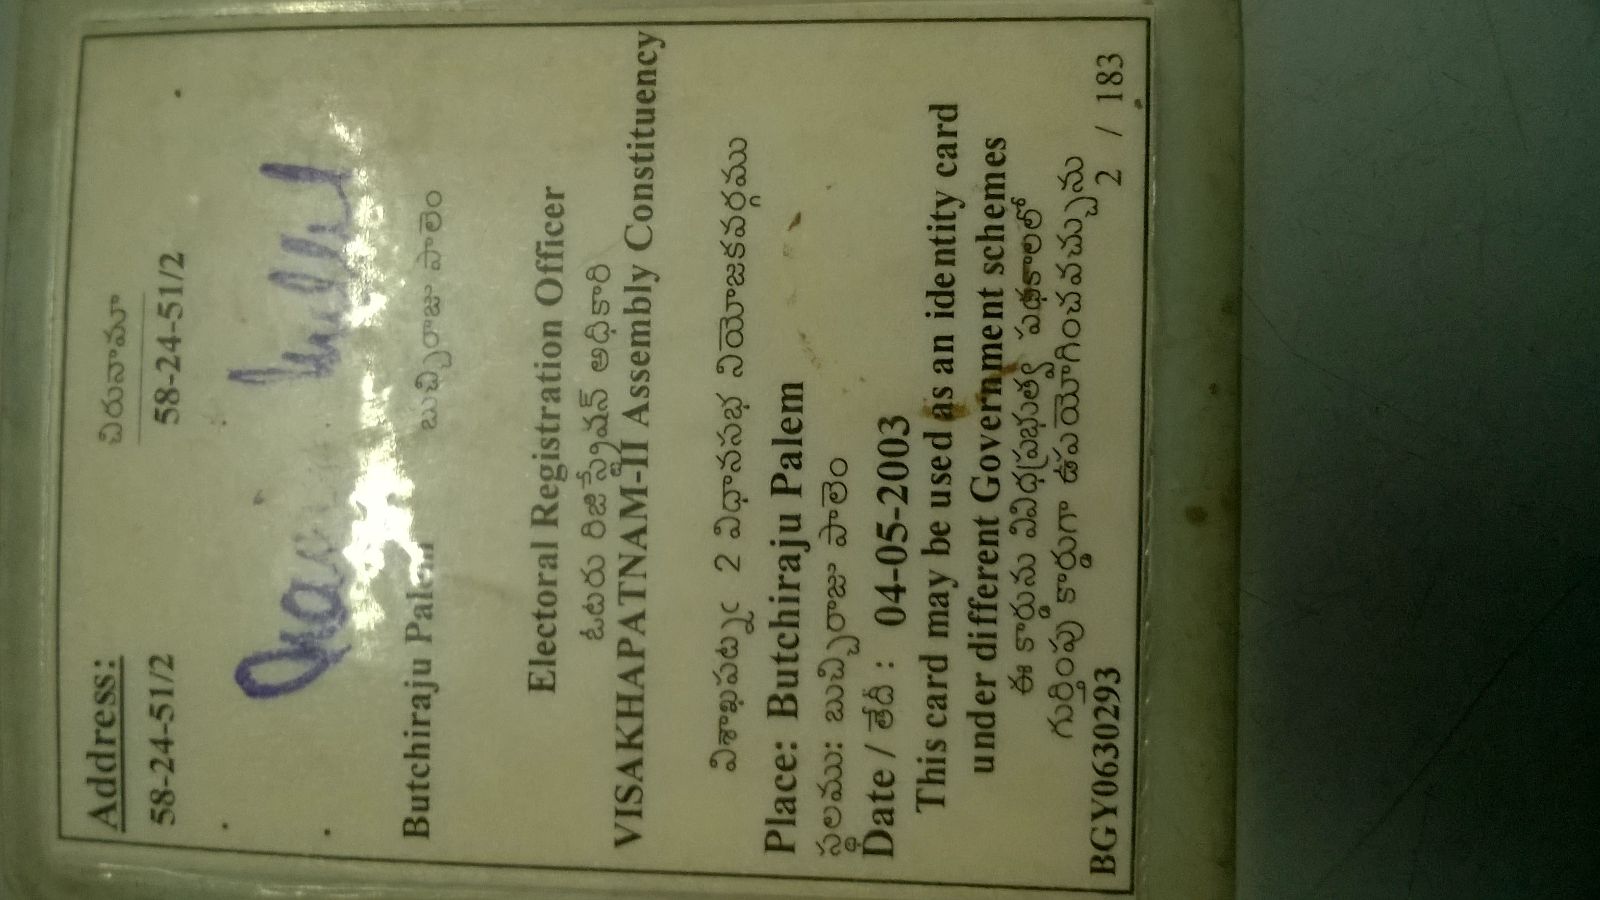 Address: చిరునామా
58-24-51/2 58-24-51/2
Butchiraju Palem బుచ్చిరాజు పాలెం
Electoral Registration Officer
ఓటరు రిజిస్ట్రేషన్ అధికారి
VISAKHAPATNAM-II Assembly Constituency
2 విధానసభ నియోజకవర్గము
Place: Butchiraju Palem
స్థలము: బుచ్చిరాజు పాలెం
Date / తేది : 04-05-2003
This card may be used as an identity card
under different Government schemes
ఈ కార్డును వివిధప్రభుత్వ పథకాలలో
గుర్తింపు కార్డుగా ఉపయోగించవచ్చును
BGY0630293 2 / 183